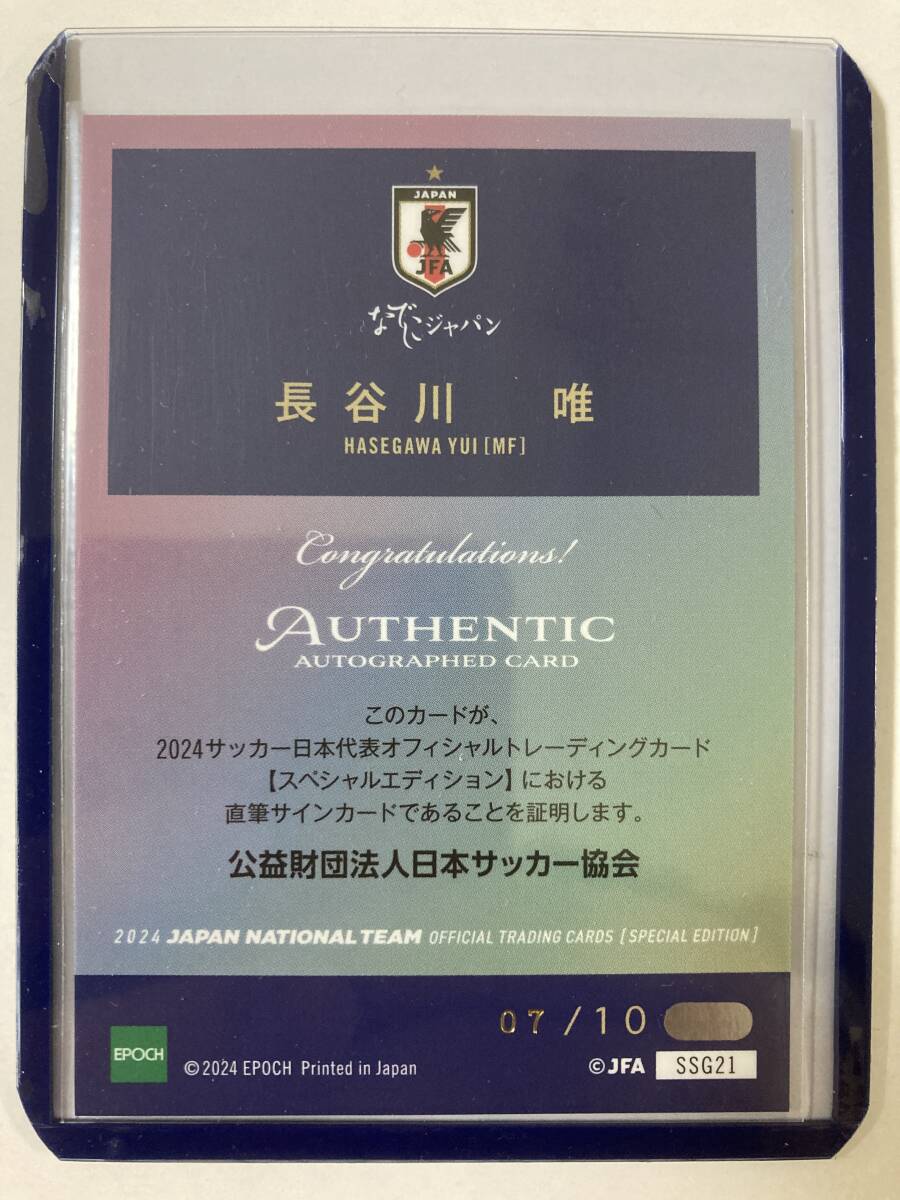 JAPAN
JFA
なでしこジャパン
長谷川 唯
HASEGAWA YUI [MF]
Congratulations!
AUTHENTIC
AUTOGRAPHED CARD
このカードが、
2024サッカー日本代表オフィシャルトレーディングカード
【スペシャルエディション】における
直筆サインカードであることを証明します。
公益財団法人日本サッカー協会
2024 JAPAN NATIONAL TEAM OFFICIAL TRADING CARDS [SPECIAL EDITION]
07/10
EPOCH
©2024 EPOCH Printed in Japan
©JFA SSG21